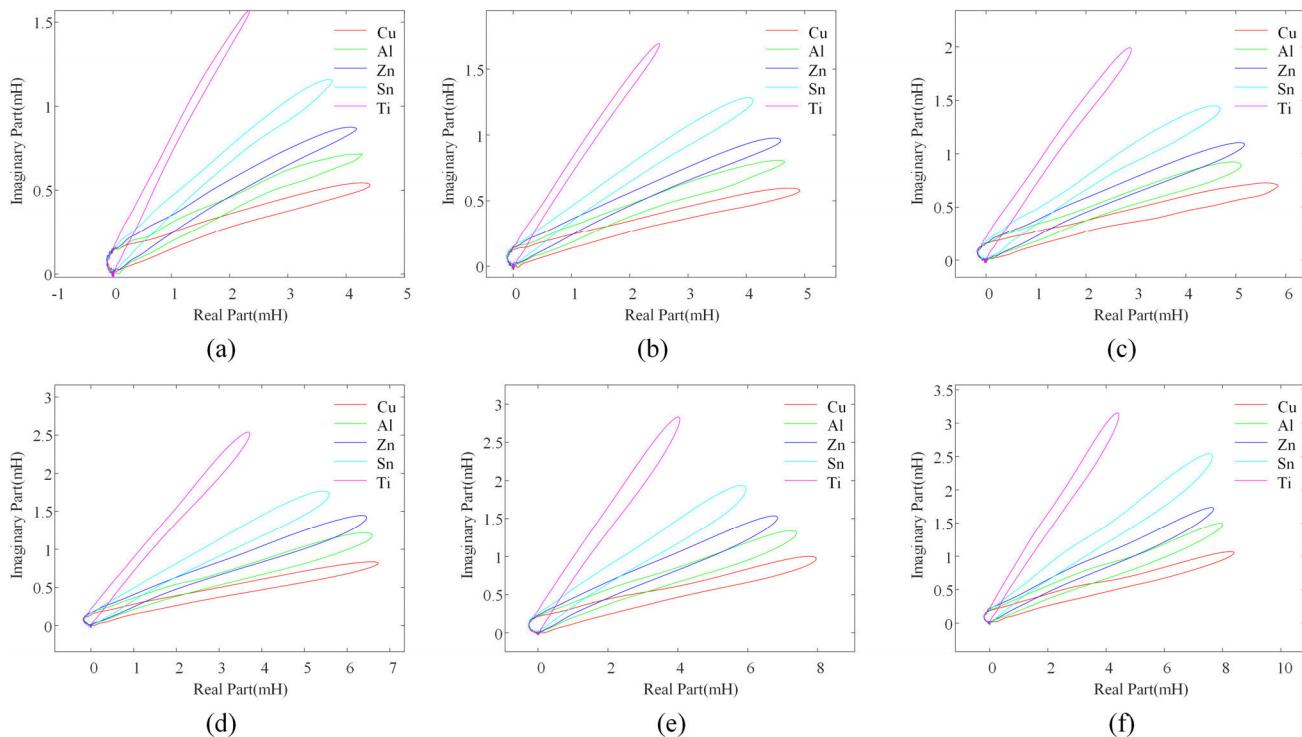 Imaginary Part(mH)
1.5
1
0.5
0
-1 0 1 2 3 4 5
Real Part(mH)
Cu
Al
Zn
Sn
Ti
(a)
Imaginary Part(mH)
1.5
1
0.5
0
0 1 2 3 4 5 6
Real Part(mH)
Cu
Al
Zn
Sn
Ti
(b)
Imaginary Part(mH)
2
1.5
1
0.5
0
0 1 2 3 4 5 6
Real Part(mH)
Cu
Al
Zn
Sn
Ti
(c)
Imaginary Part(mH)
3
2.5
2
1.5
1
0.5
0
0 1 2 3 4 5 6 7
Real Part(mH)
Cu
Al
Zn
Sn
Ti
(d)
Imaginary Part(mH)
3
2.5
2
1.5
1
0.5
0
0 2 4 6 8
Real Part(mH)
Cu
Al
Zn
Sn
Ti
(e)
Imaginary Part(mH)
3.5
3
2.5
2
1.5
1
0.5
0
0 2 4 6 8 10
Real Part(mH)
Cu
Al
Zn
Sn
Ti
(f)